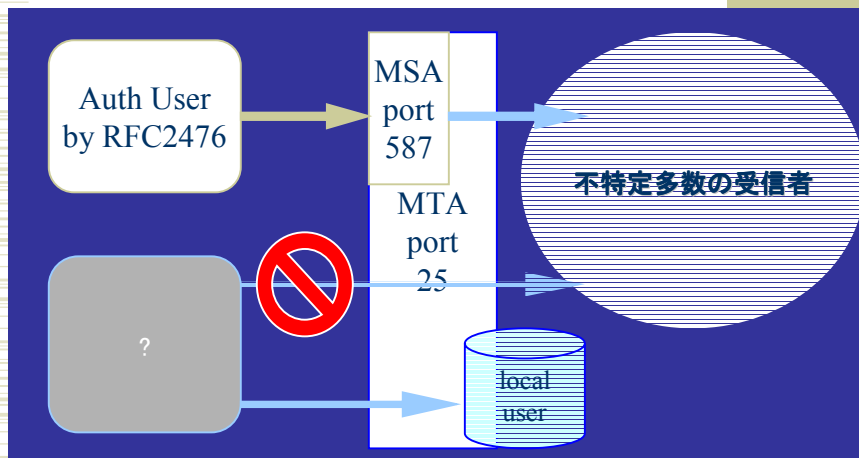 Auth User
by RFC2476
MSA
port
587
MTA
port
25
不特定多数の受信者
?
local
user